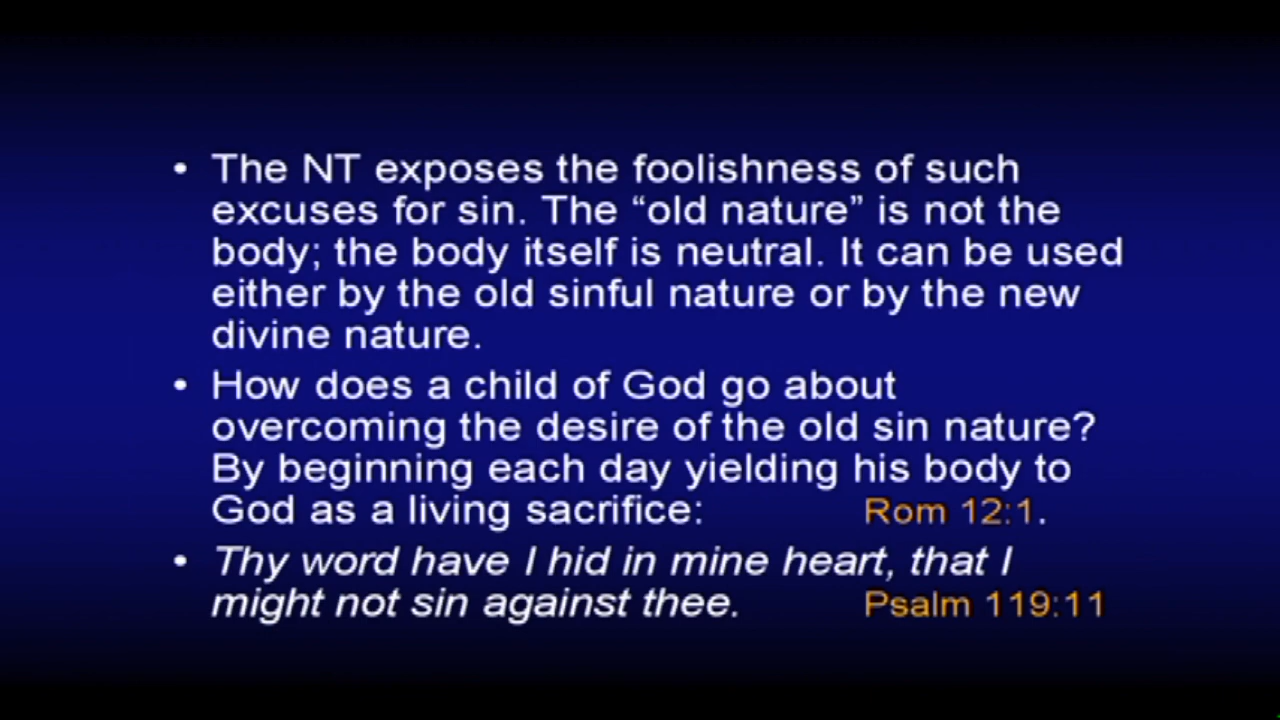 • The NT exposes the foolishness of such
excuses for sin. The “old nature” is not the
body; the body itself is neutral. It can be used
either by the old sinful nature or by the new
divine nature.
• How does a child of God go about
overcoming the desire of the old sin nature?
By beginning each day yielding his body to
God as a living sacrifice: Rom 12:1.
• Thy word have I hid in mine heart, that I
might not sin against thee. Psalm 119:11